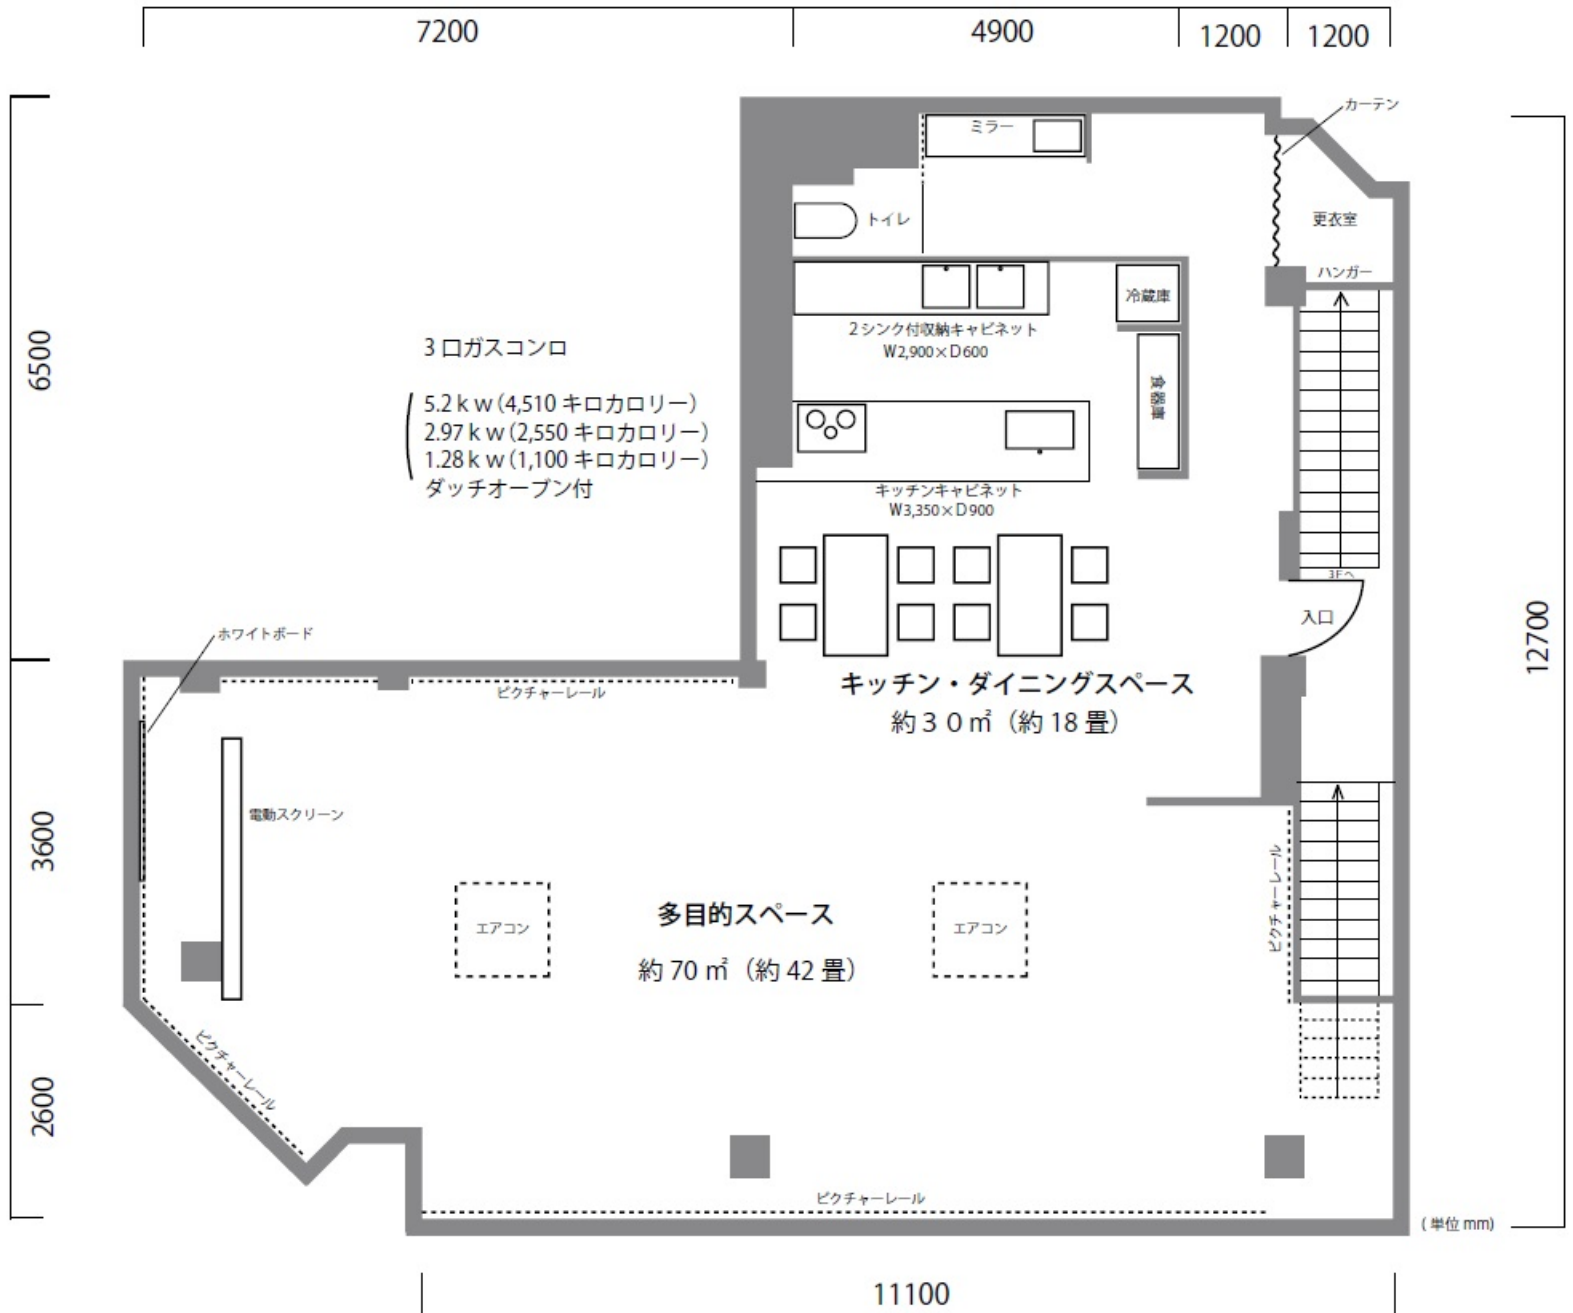 7200
4900
1200
1200
カーテン
ミラー
トイレ
更衣室
ハンガー
冷蔵庫
2シンク付収納キャビネット
W2,900×D600
6500
3口ガスコンロ
5.2kw(4,510キロカロリー)
2.97kw(2,550キロカロリー)
1.28kw(1,100キロカロリー)
ダッチオーブン付
食器庫
キッチンキャビネット
W3,350×D900
3Fへ
入口
ホワイトボード
12700
ピクチャーレール
キッチン・ダイニングスペース
約30㎡（約18畳）
電動スクリーン
3600
ピクチャーレール
多目的スペース
エアコン
エアコン
約70㎡（約42畳）
ピクチャーレール
2600
ピクチャーレール
(単位mm)
11100